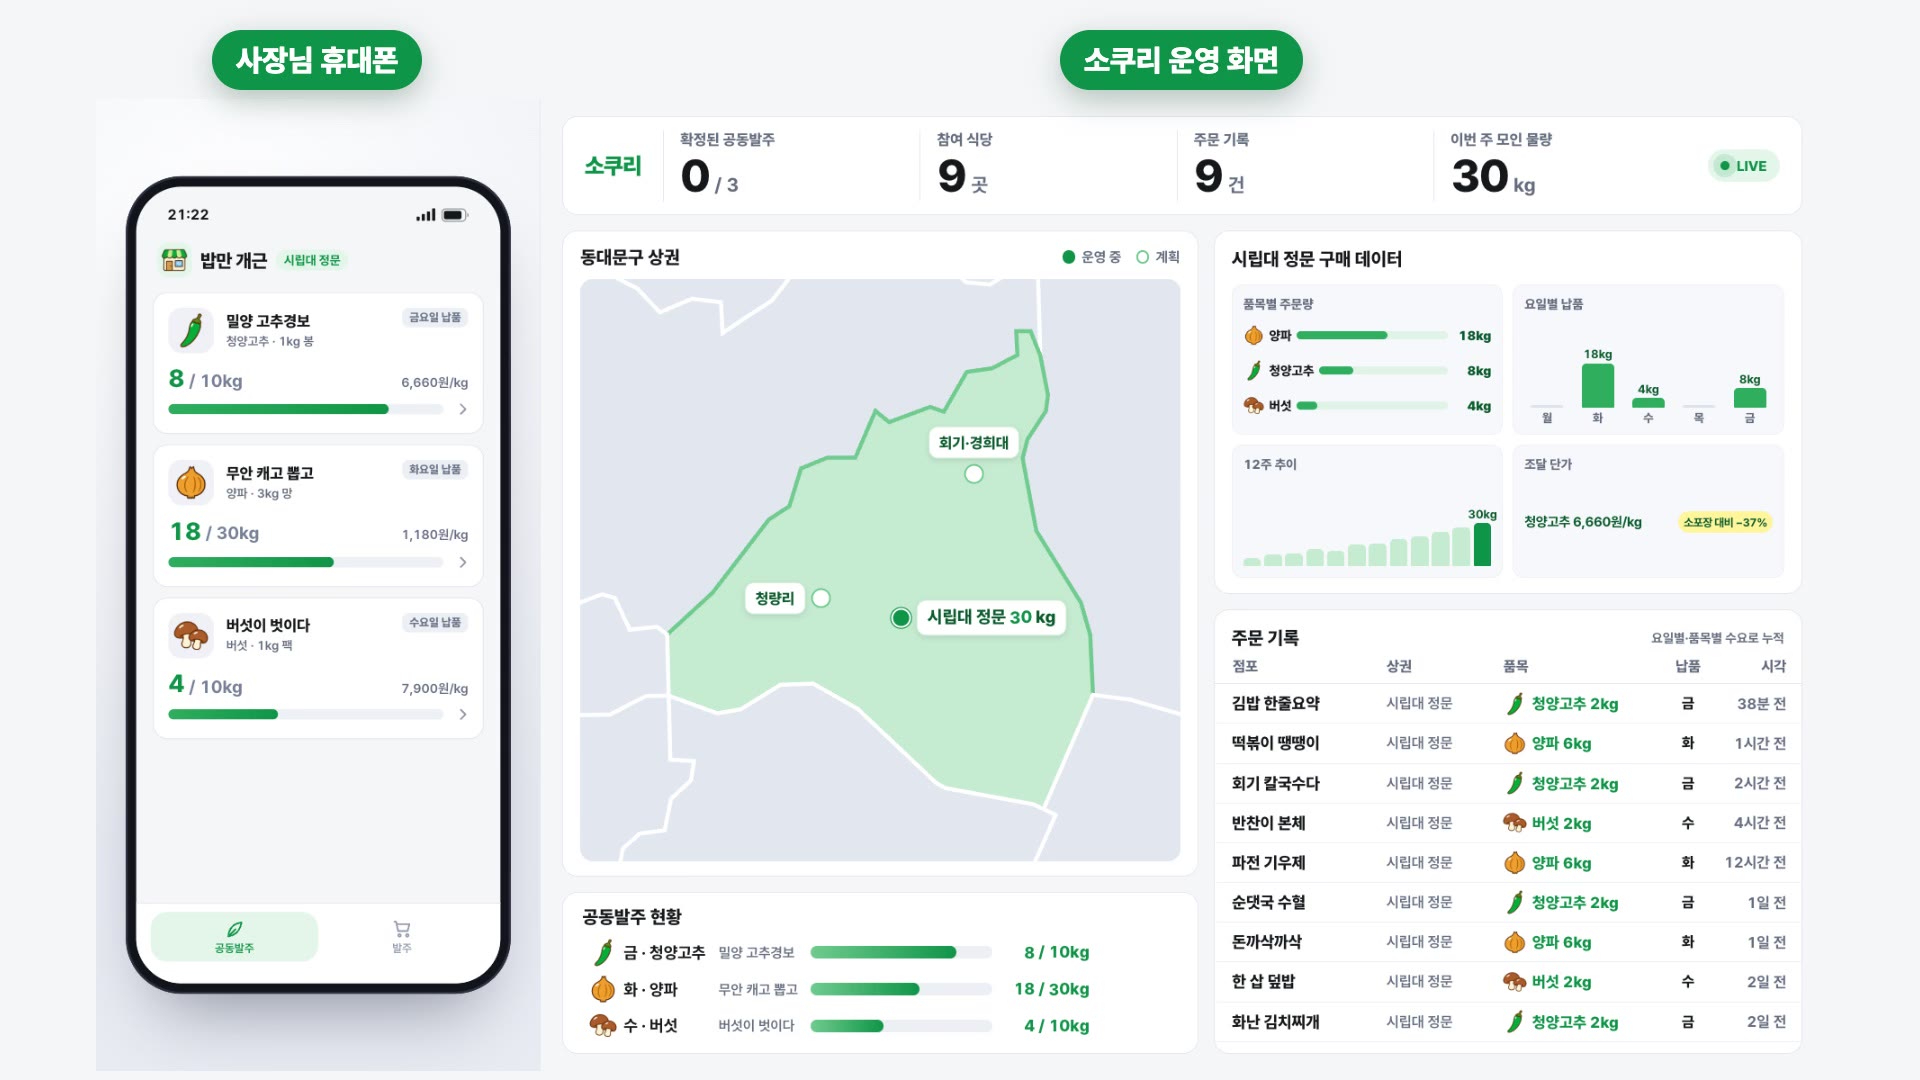 사장님 휴대폰
21:22
밥만 개근 시립대 정문
밀양 고추경보 금요일 납품
청양고추 · 1kg 봉
8 / 10kg 6,660원/kg
무안 캐고 뽑고 화요일 납품
양파 · 3kg 망
18 / 30kg 1,180원/kg
버섯이 벗이다 수요일 납품
버섯 · 1kg 팩
4 / 10kg 7,900원/kg
공동발주 발주
소쿠리 운영 화면
소쿠리
확정된 공동발주
0 / 3
참여 식당
9 곳
주문 기록
9 건
이번 주 모인 물량
30 kg
LIVE
동대문구 상권 운영 중 계획
회기·경희대
청량리
시립대 정문 30 kg
공동발주 현황
금 · 청양고추 밀양 고추경보 8 / 10kg
화 · 양파 무안 캐고 뽑고 18 / 30kg
수 · 버섯 버섯이 벗이다 4 / 10kg
시립대 정문 구매 데이터
품목별 주문량
양파 18kg
청양고추 8kg
버섯 4kg
요일별 납품
18kg 4kg 8kg
월 화 수 목 금
12주 추이
30kg
조달 단가
청양고추 6,660원/kg 소포장 대비 −37%
주문 기록 요일별·품목별 수요로 누적
점포 상권 품목 납품 시각
김밥 한줄요약 시립대 정문 청양고추 2kg 금 38분 전
떡볶이 땡땡이 시립대 정문 양파 6kg 화 1시간 전
회기 칼국수다 시립대 정문 청양고추 2kg 금 2시간 전
반찬이 본체 시립대 정문 버섯 2kg 수 4시간 전
파전 기우제 시립대 정문 양파 6kg 화 12시간 전
순댓국 수혈 시립대 정문 청양고추 2kg 금 1일 전
돈까삭까삭 시립대 정문 양파 6kg 화 1일 전
한 삽 덮밥 시립대 정문 버섯 2kg 수 2일 전
화난 김치찌개 시립대 정문 청양고추 2kg 금 2일 전